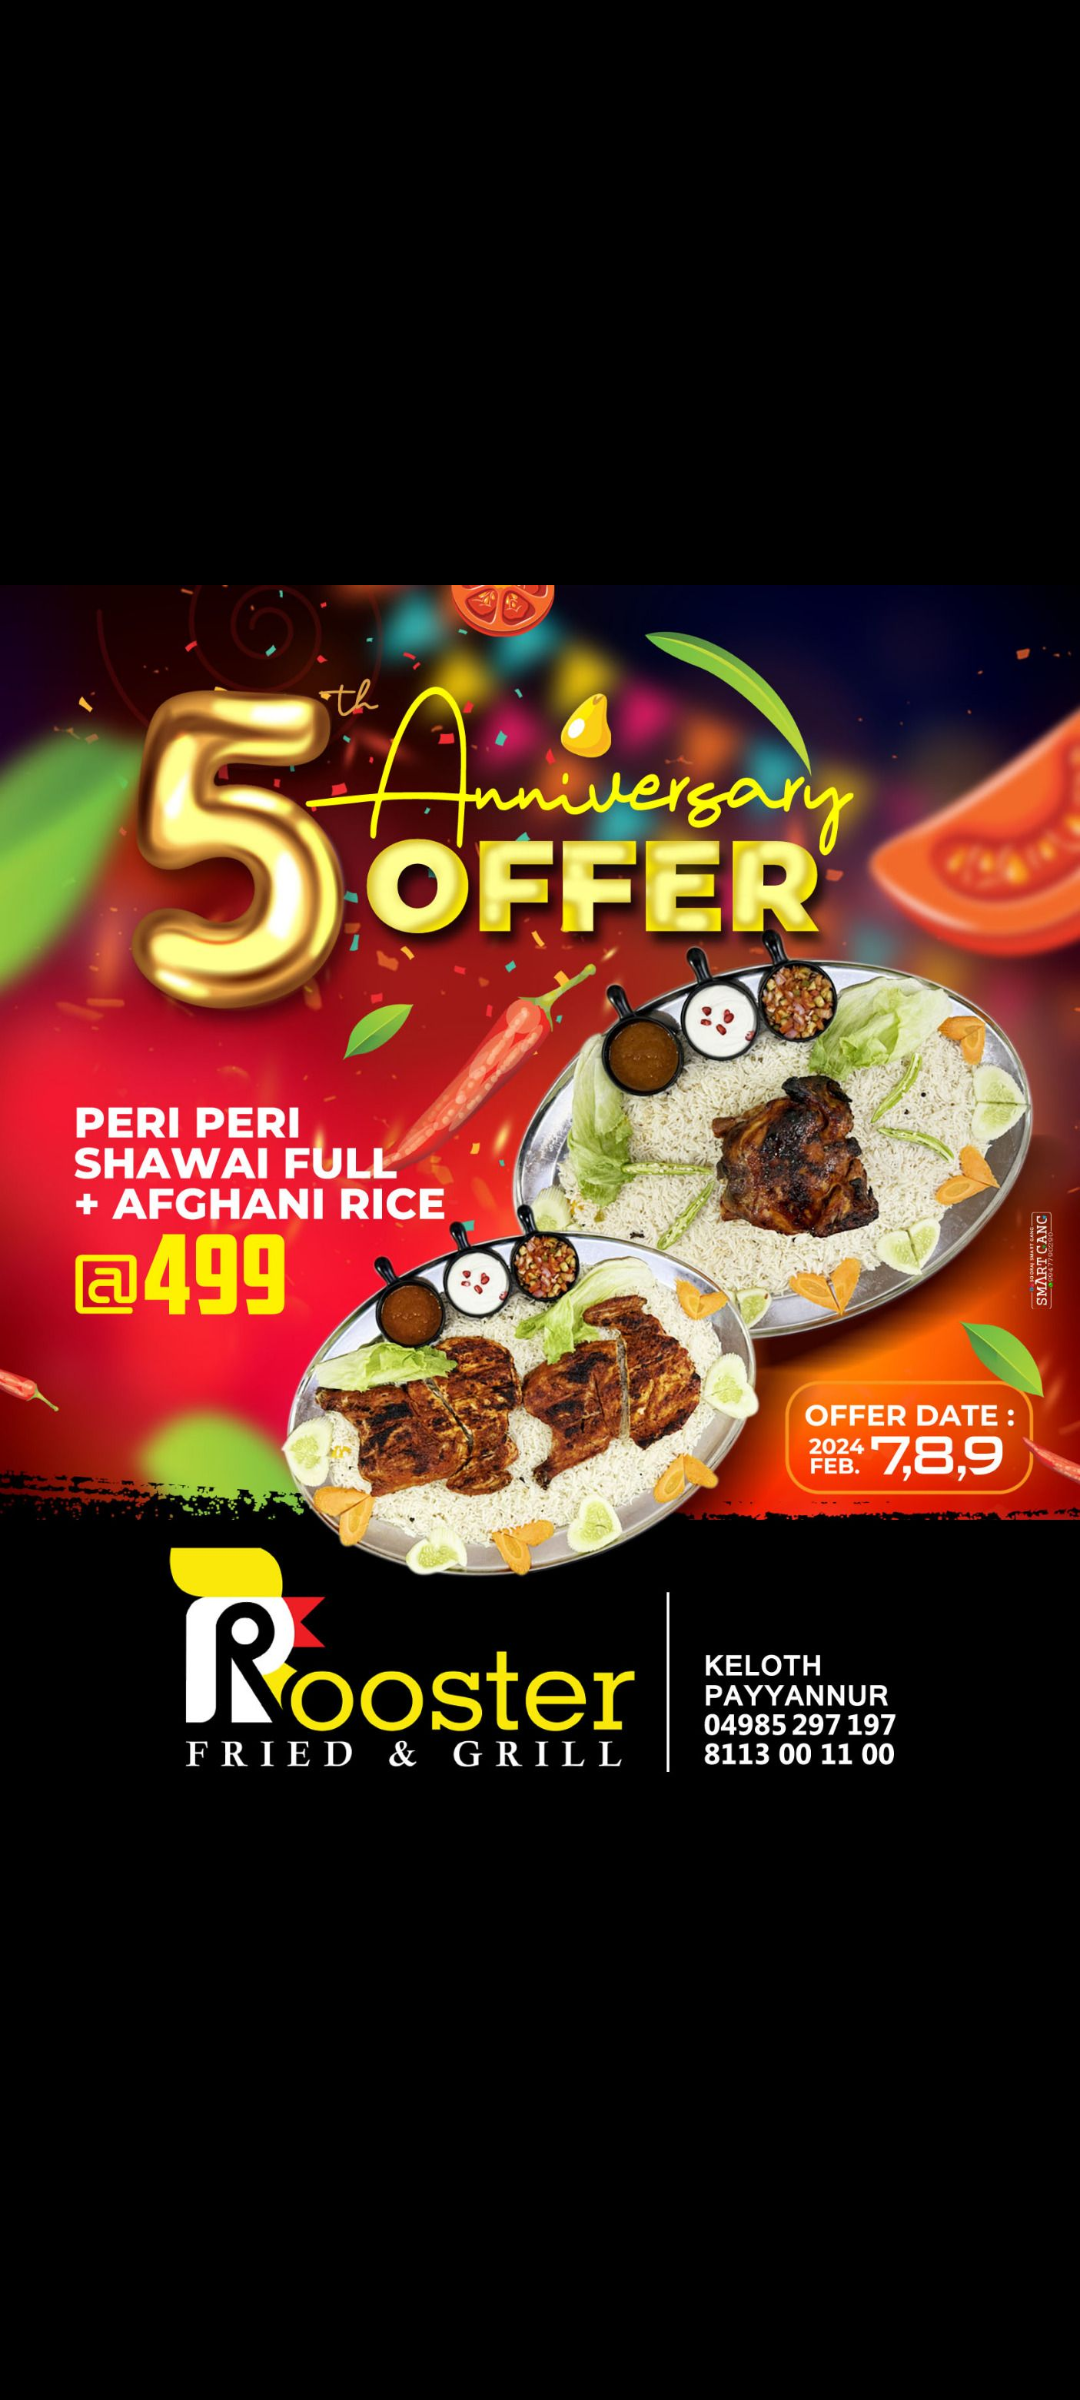 5th Anniversary
OFFER
PERI PERI
SHAWAI FULL
+ AFGHANI RICE
@499
SMART GANG
OFFER DATE :
2024
FEB. 7,8,9
Rooster
FRIED & GRILL
KELOTH
PAYYANNUR
04985 297 197
8113 00 11 00